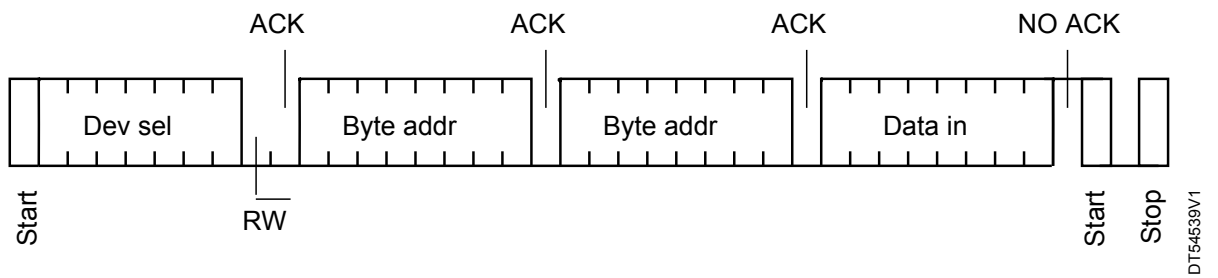 ACK ACK ACK NO ACK
Dev sel Byte addr Byte addr Data in
RW
Start Start Stop
DT54539V1